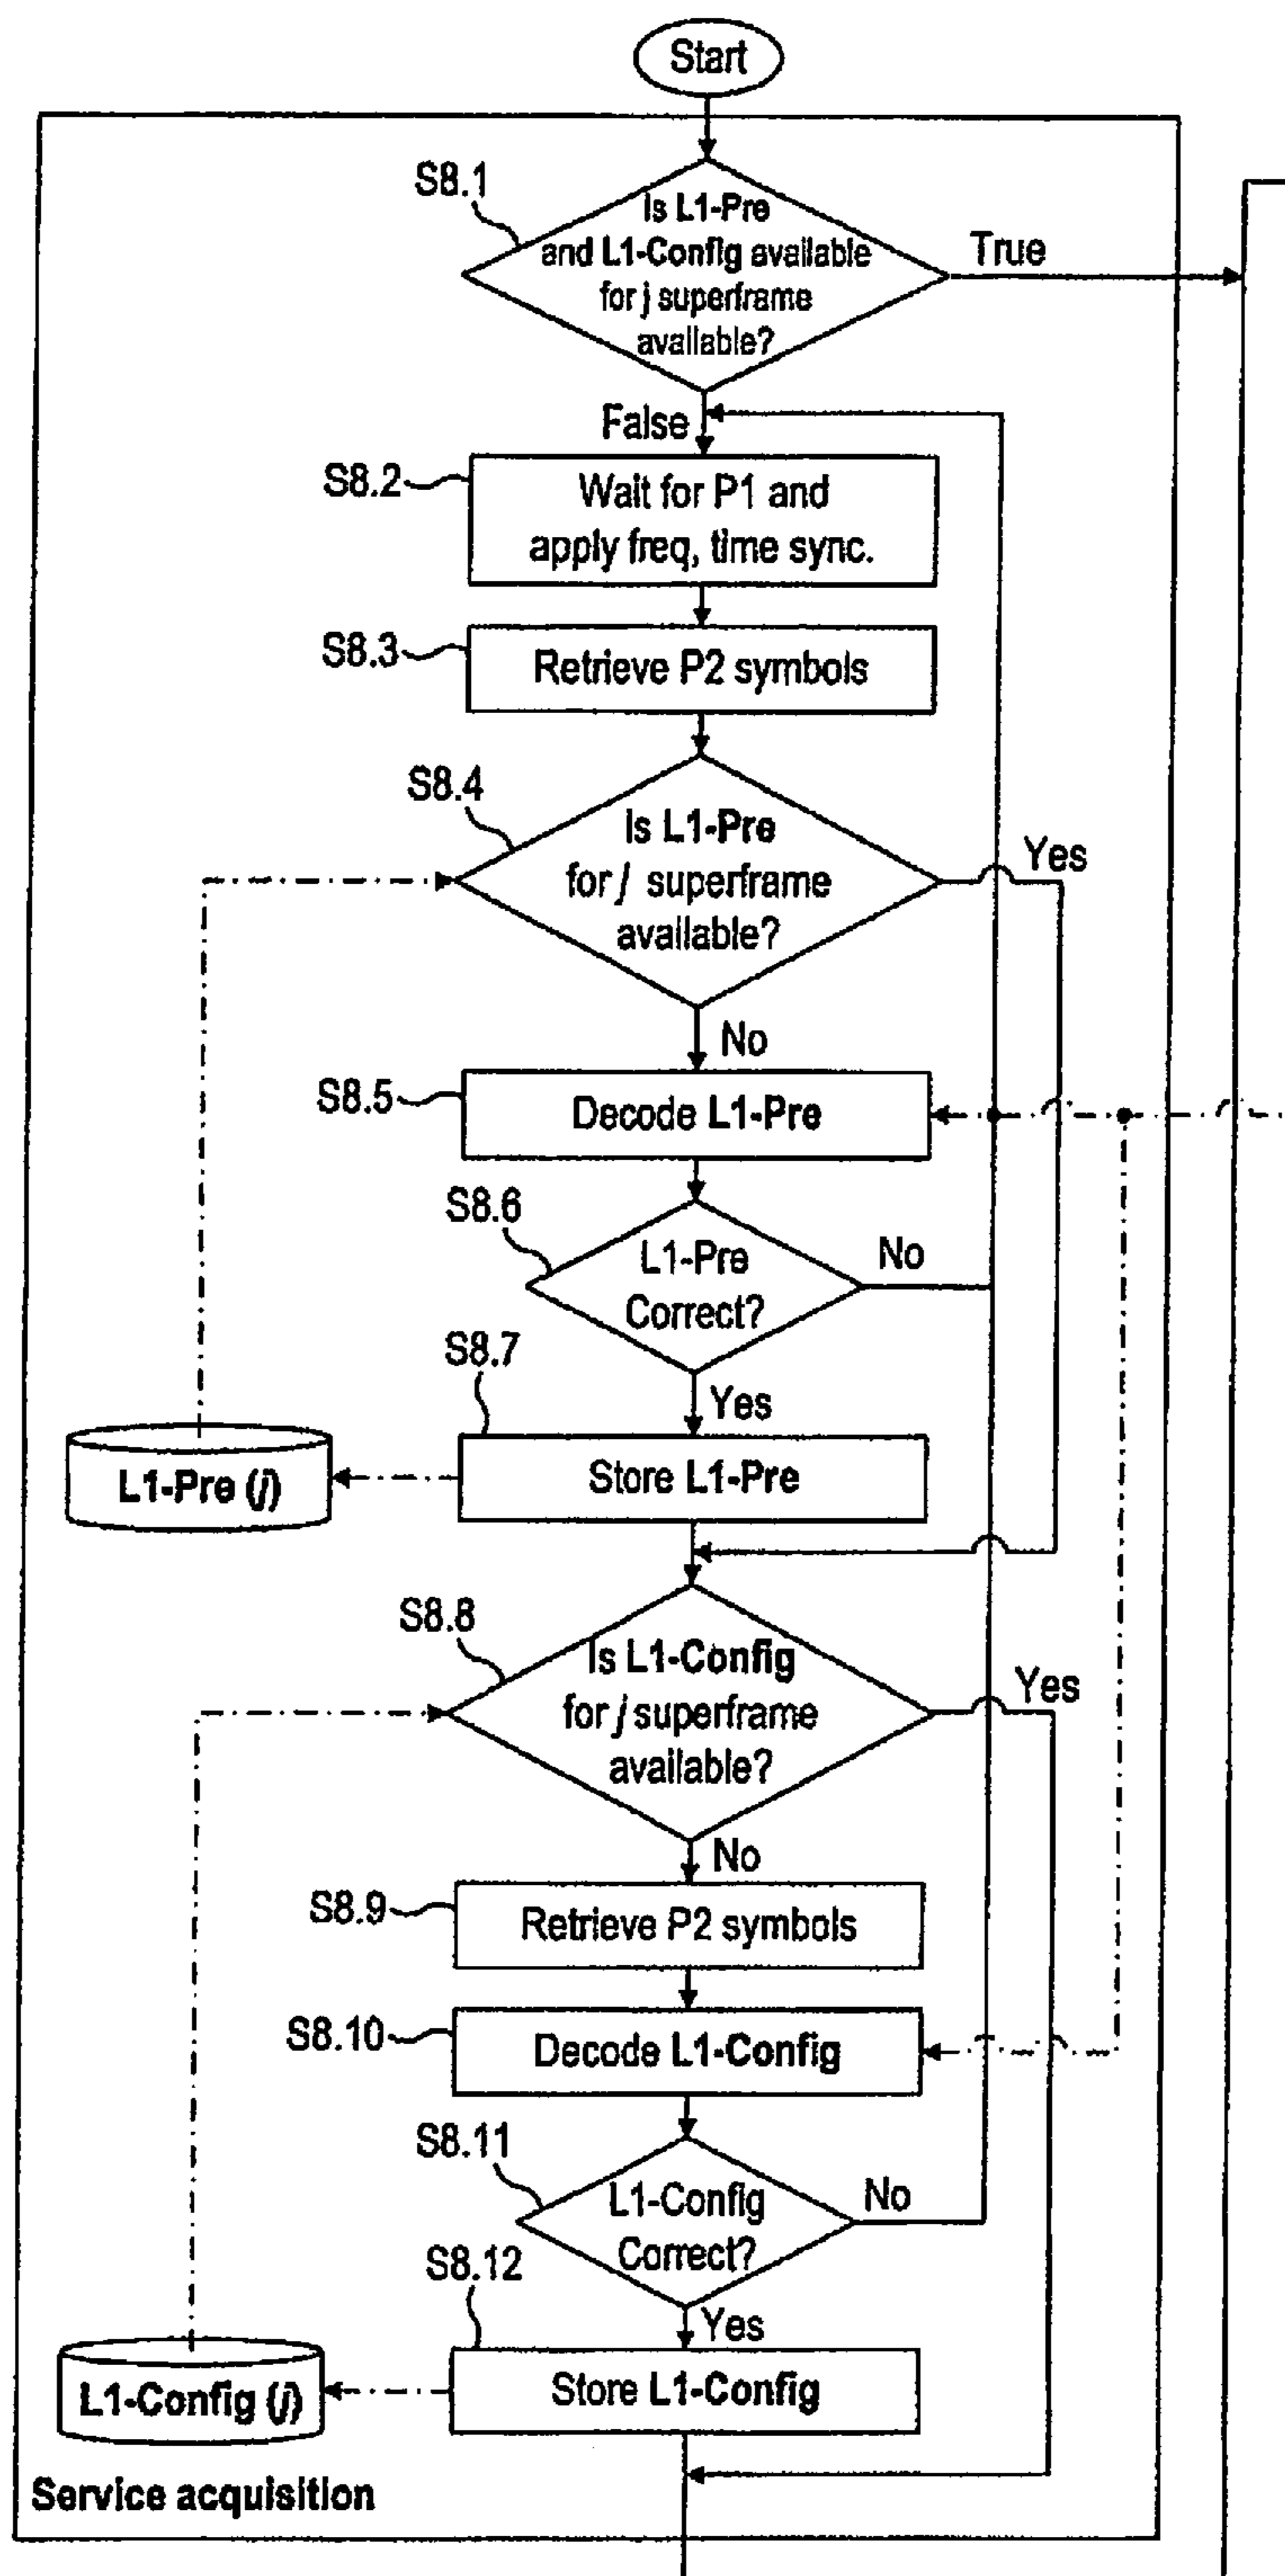 Start
S8.1
Is L1-Pre
and L1-Config available
for j superframe
available?
True
False
S8.2
Wait for P1 and
apply freq, time sync.
S8.3
Retrieve P2 symbols
S8.4
Is L1-Pre
for j superframe
available?
Yes
No
S8.5
Decode L1-Pre
S8.6
L1-Pre
Correct?
No
S8.7
Yes
Store L1-Pre
L1-Pre (j)
S8.8
Is L1-Config
for j superframe
available?
Yes
No
S8.9
Retrieve P2 symbols
S8.10
Decode L1-Config
S8.11
L1-Config
Correct?
No
S8.12
Yes
Store L1-Config
L1-Config (j)
Service acquisition